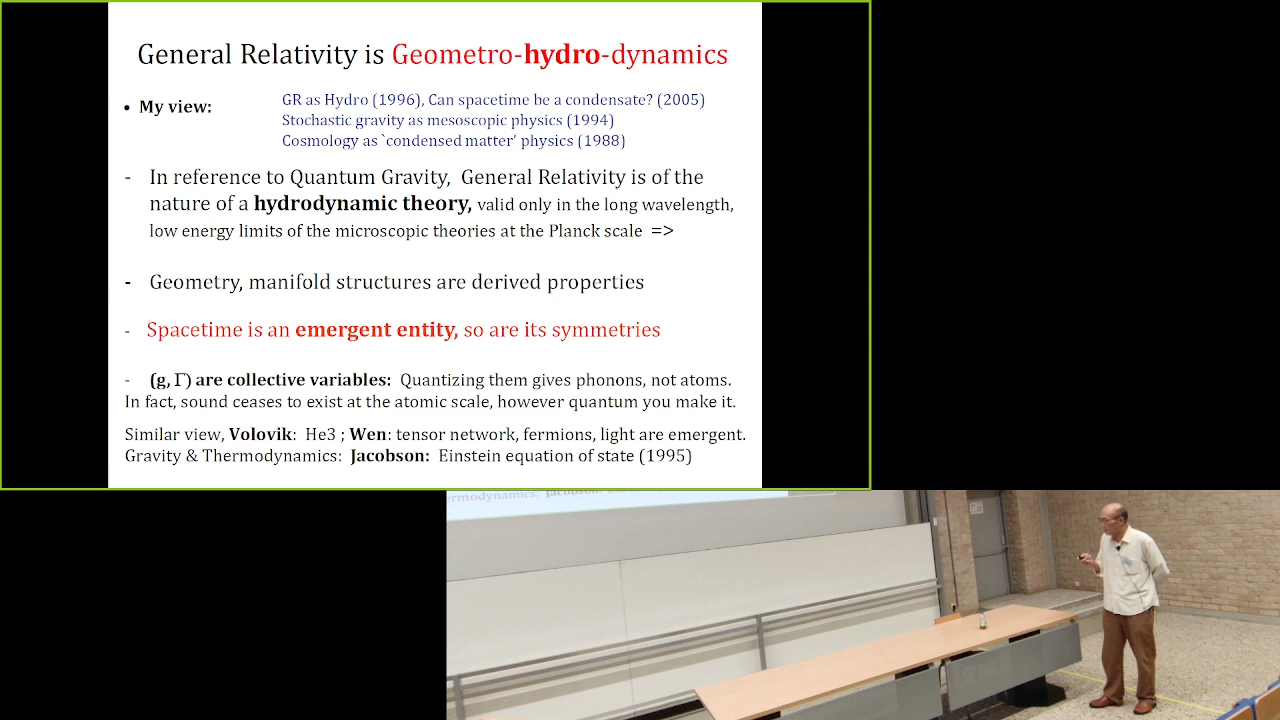 General Relativity is Geometro-hydro-dynamics
• My view:
GR as Hydro (1996), Can spacetime be a condensate? (2005)
Stochastic gravity as mesoscopic physics (1994)
Cosmology as `condensed matter’ physics (1988)
- In reference to Quantum Gravity, General Relativity is of the
nature of a hydrodynamic theory, valid only in the long wavelength,
low energy limits of the microscopic theories at the Planck scale =>
- Geometry, manifold structures are derived properties
- Spacetime is an emergent entity, so are its symmetries
- (g, Γ) are collective variables: Quantizing them gives phonons, not atoms.
In fact, sound ceases to exist at the atomic scale, however quantum you make it.
Similar view, Volovik: He3 ; Wen: tensor network, fermions, light are emergent.
Gravity & Thermodynamics: Jacobson: Einstein equation of state (1995)
ermodynamics: Jacobson: